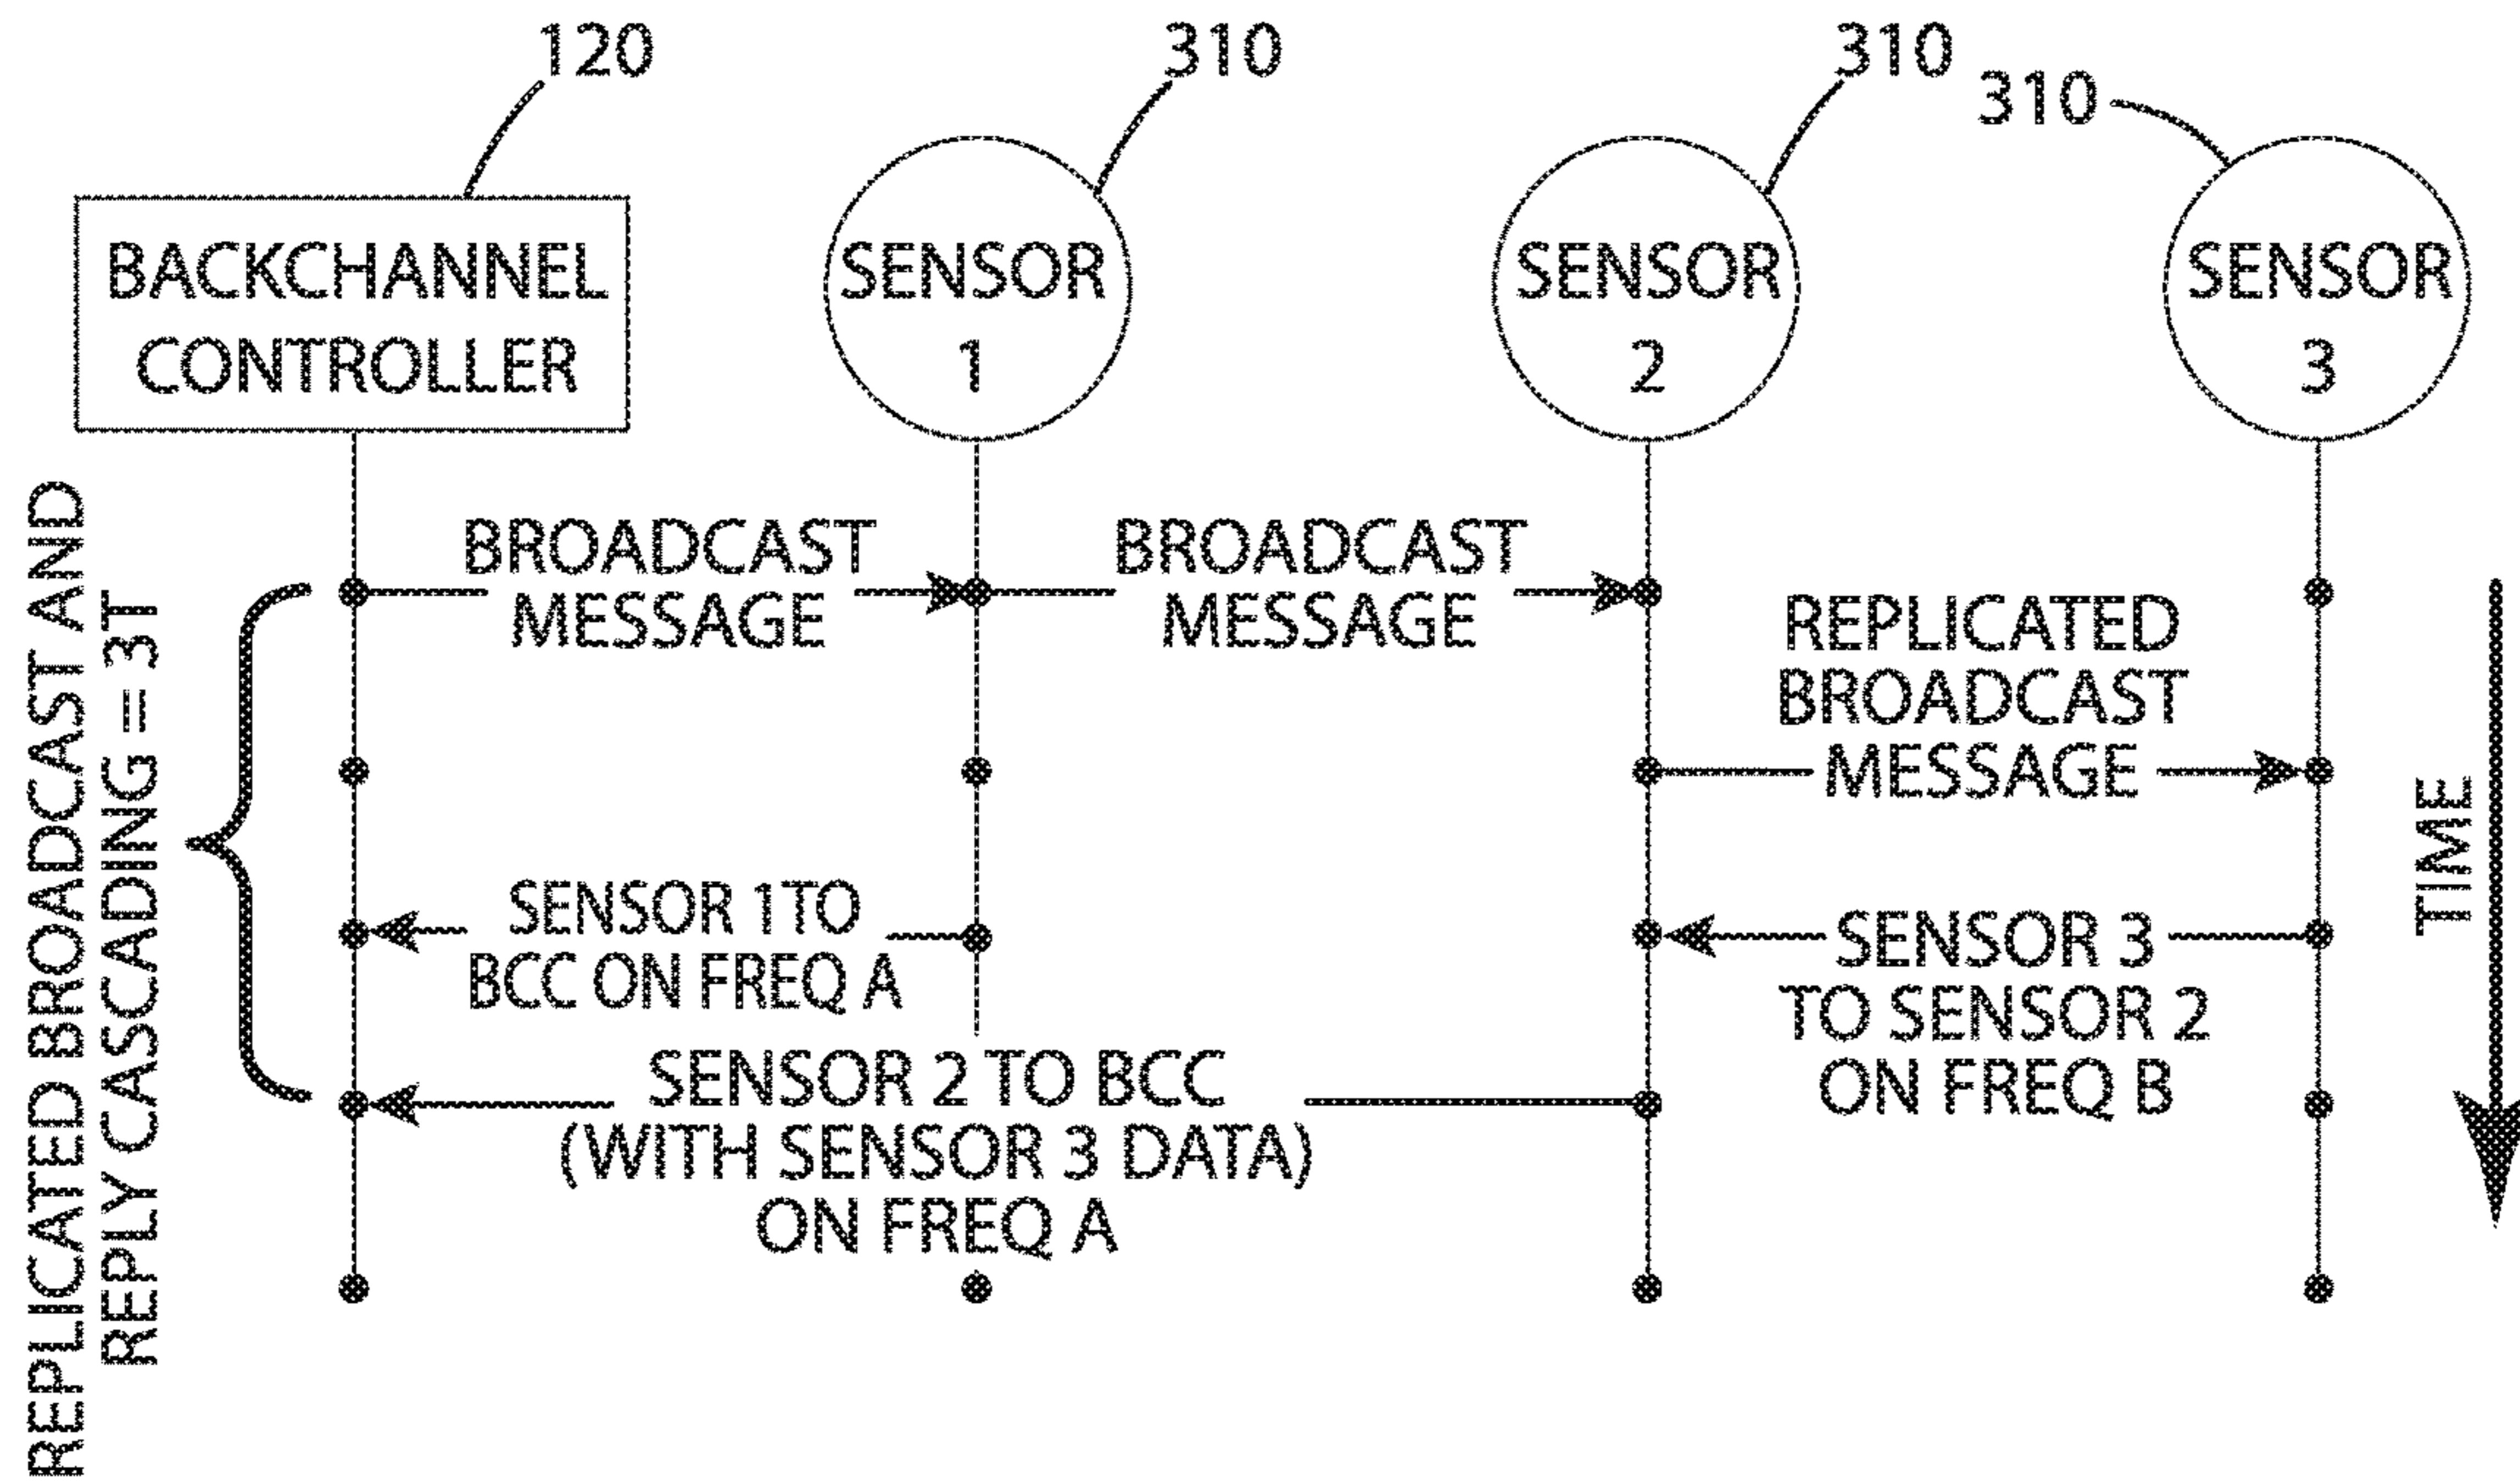 120
310
310
310
BACKCHANNEL
CONTROLLER
SENSOR
1
SENSOR
2
SENSOR
3
REPLICATED BROADCAST AND
REPLY CASCADING = 3T
BROADCAST
MESSAGE
BROADCAST
MESSAGE
REPLICATED
BROADCAST
MESSAGE
TIME
SENSOR 1 TO
BCC ON FREQ A
SENSOR 3
TO SENSOR 2
ON FREQ B
SENSOR 2 TO BCC
(WITH SENSOR 3 DATA)
ON FREQ A